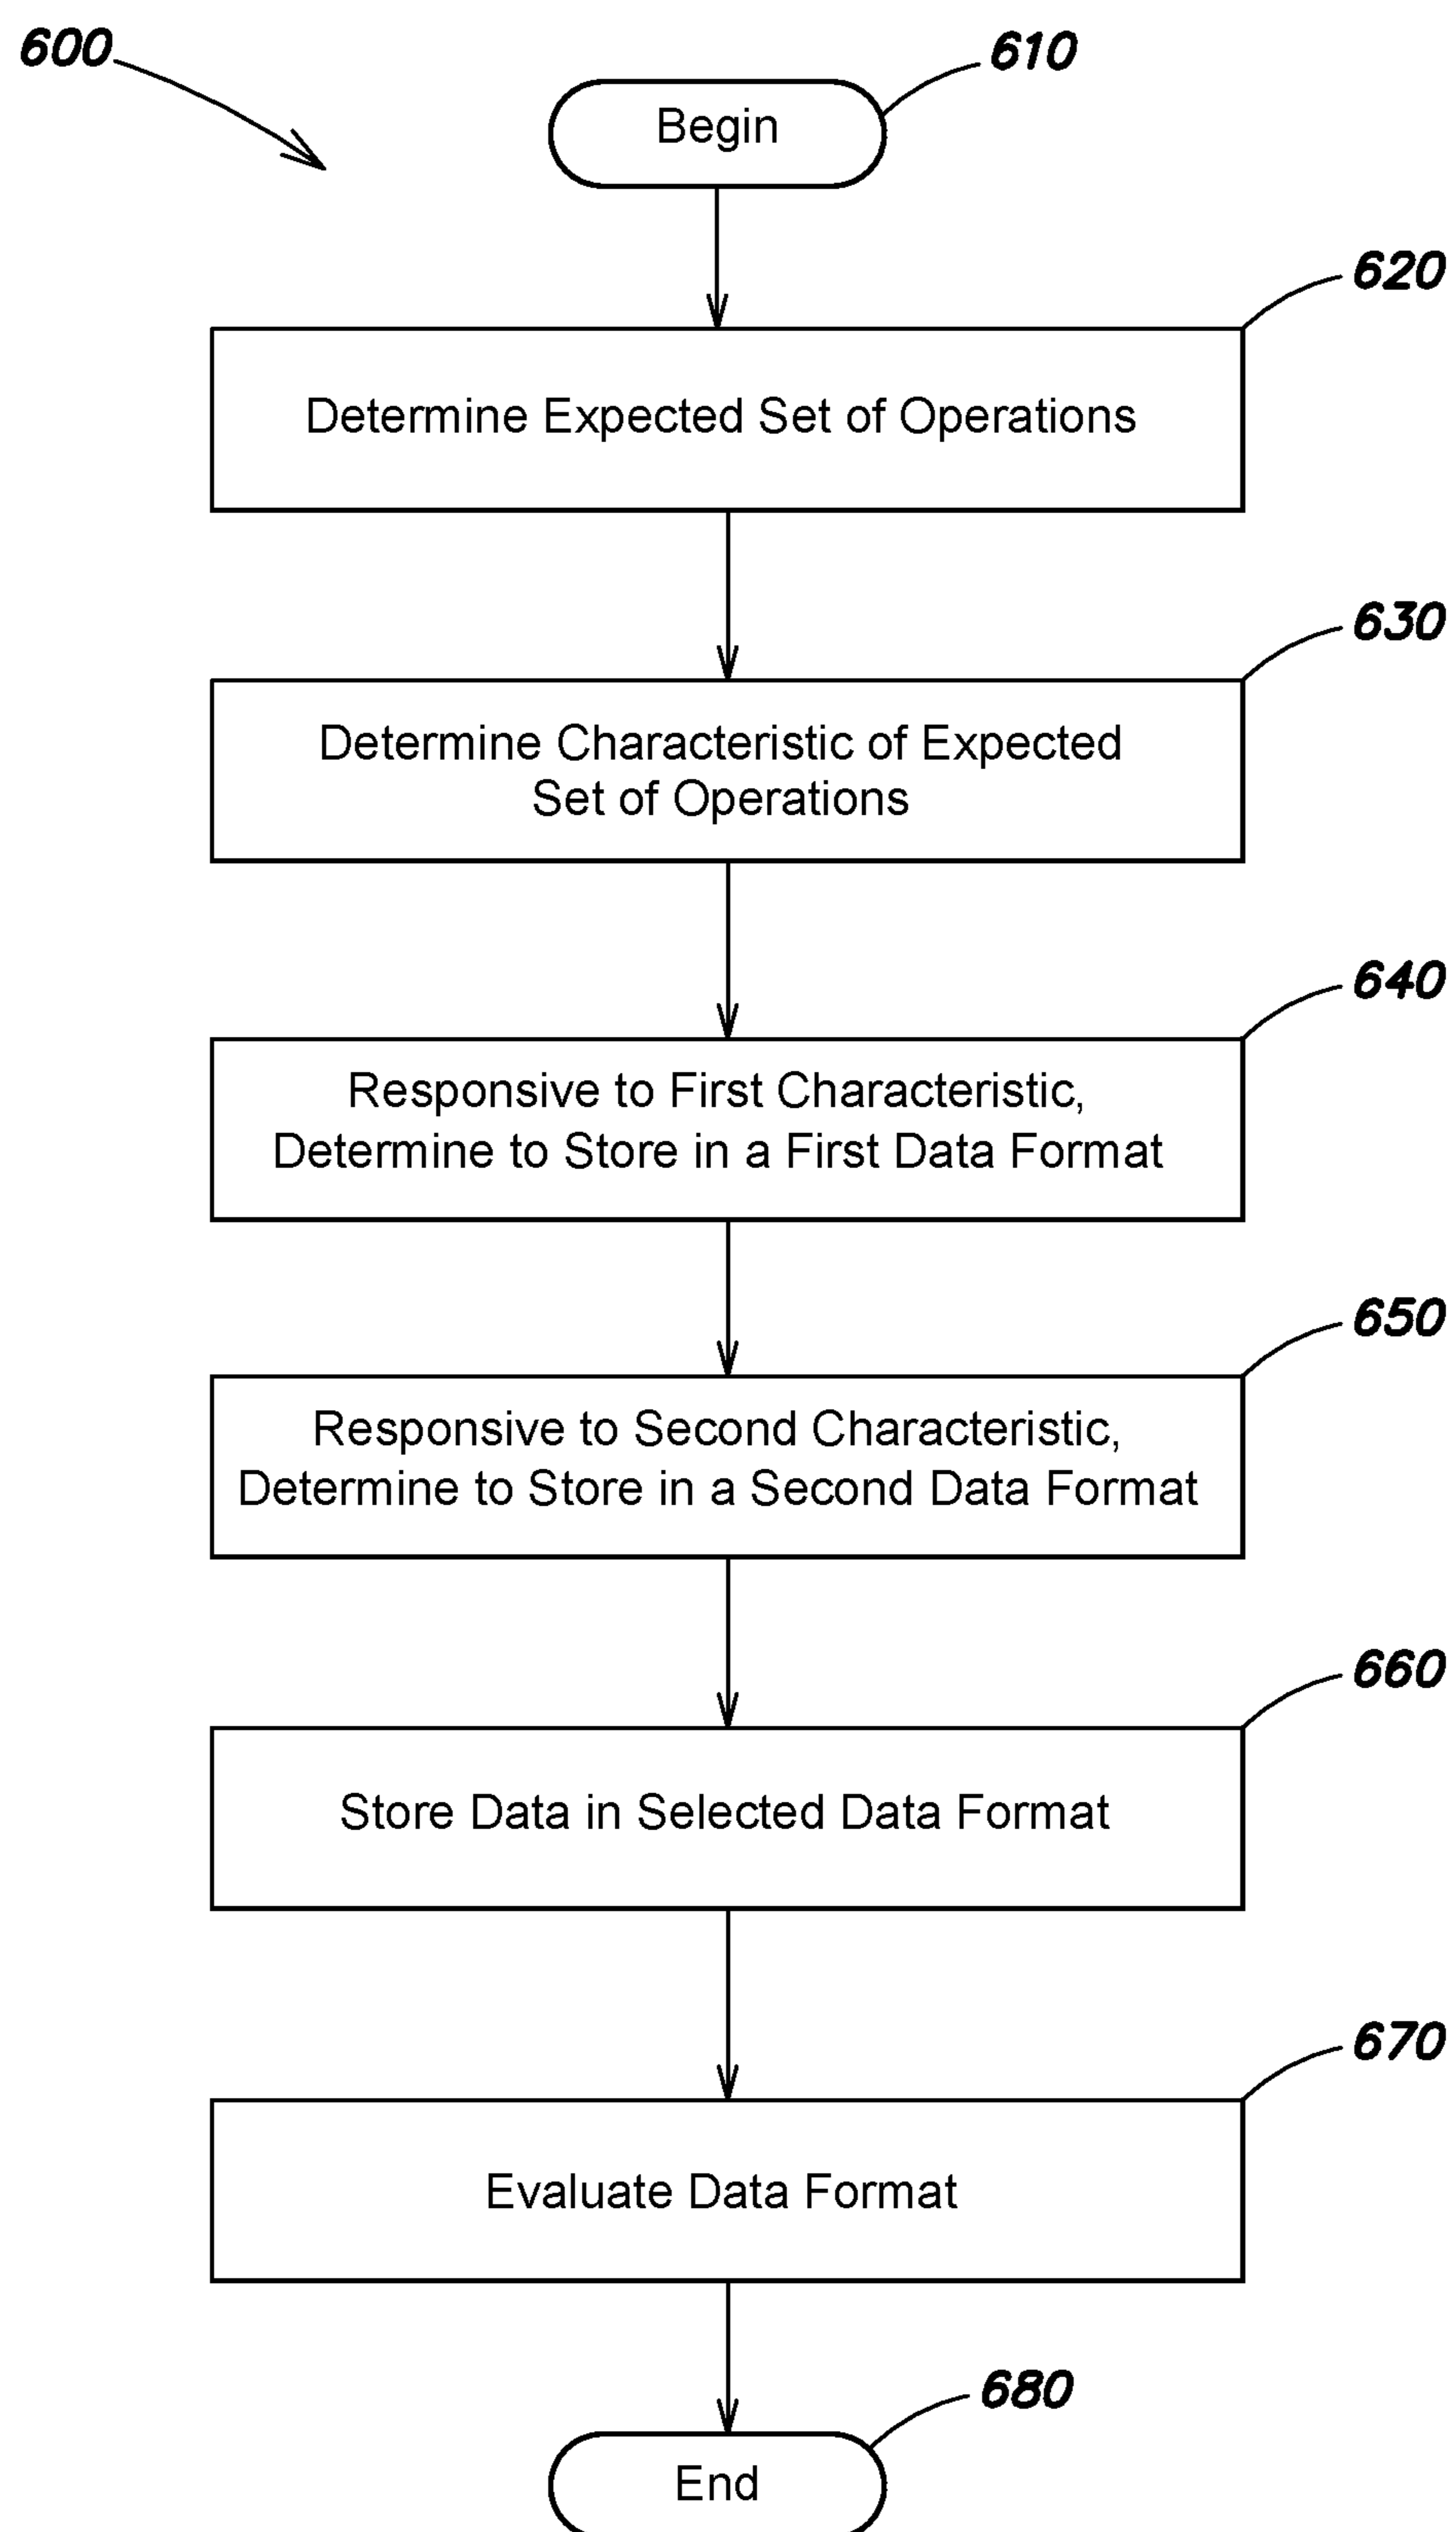 600
610
Begin
620
Determine Expected Set of Operations
630
Determine Characteristic of Expected
Set of Operations
640
Responsive to First Characteristic,
Determine to Store in a First Data Format
650
Responsive to Second Characteristic,
Determine to Store in a Second Data Format
660
Store Data in Selected Data Format
670
Evaluate Data Format
680
End